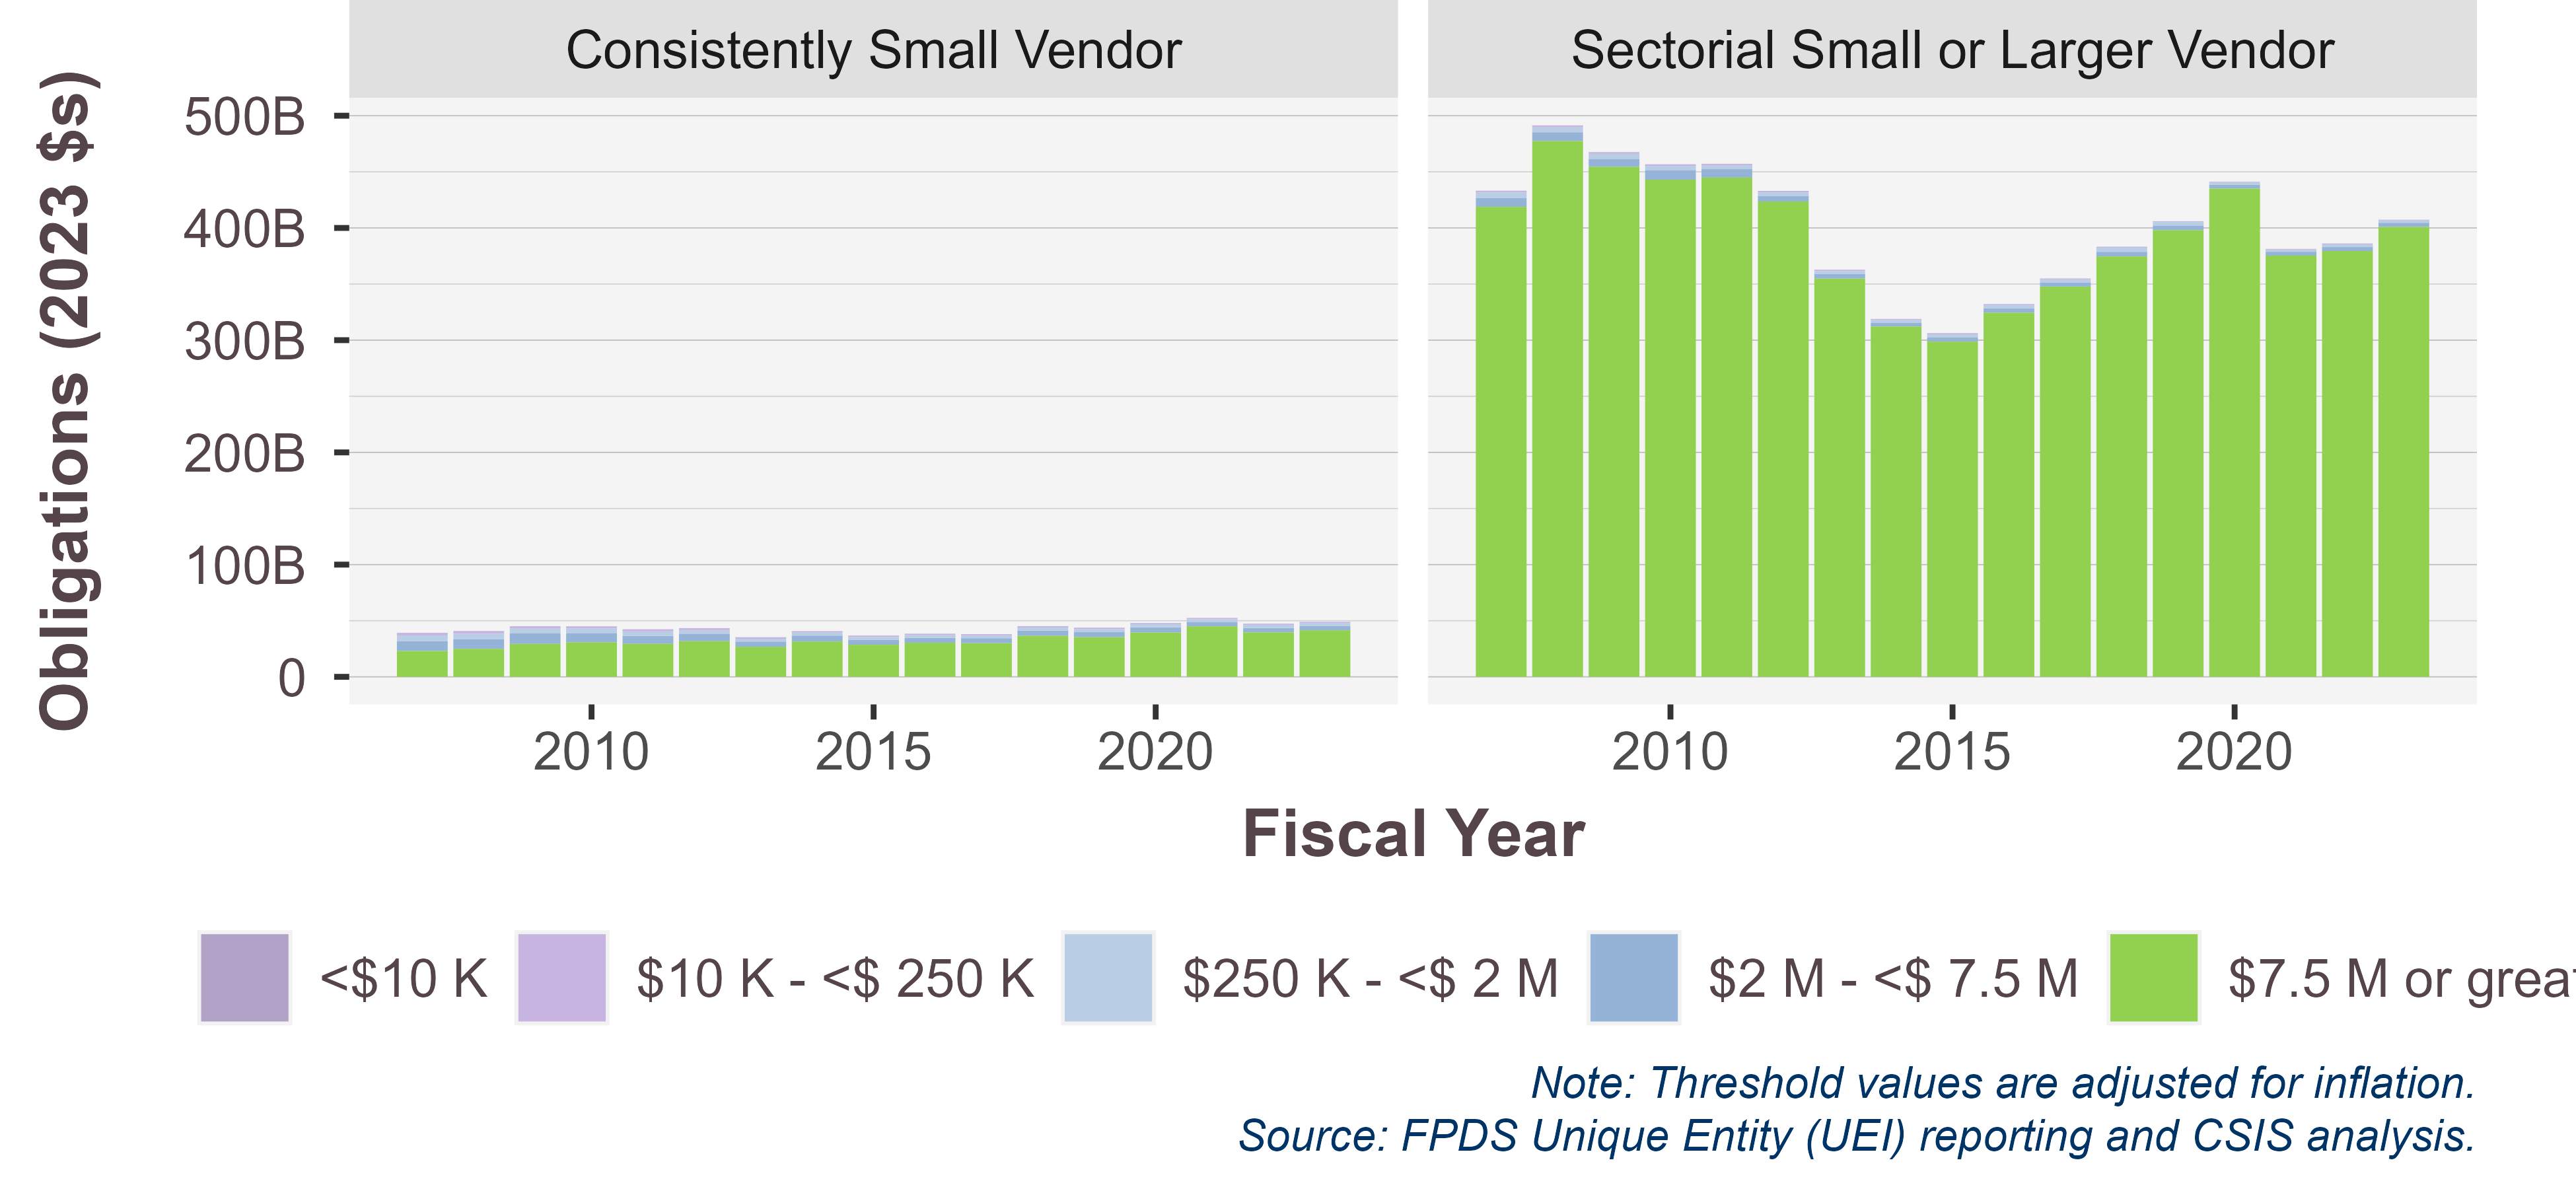 Consistently Small Vendor
Sectorial Small or Larger Vendor
Obligations (2023 $s)
500B
400B
300B
200B
100B
0
2010 2015 2020
2010 2015 2020
Fiscal Year
<$10 K $10 K - <$ 250 K $250 K - <$ 2 M $2 M - <$ 7.5 M $7.5 M or
Note: Threshold values are adjusted for inflation.
Source: FPDS Unique Entity (UEI) reporting and CSIS analysis.